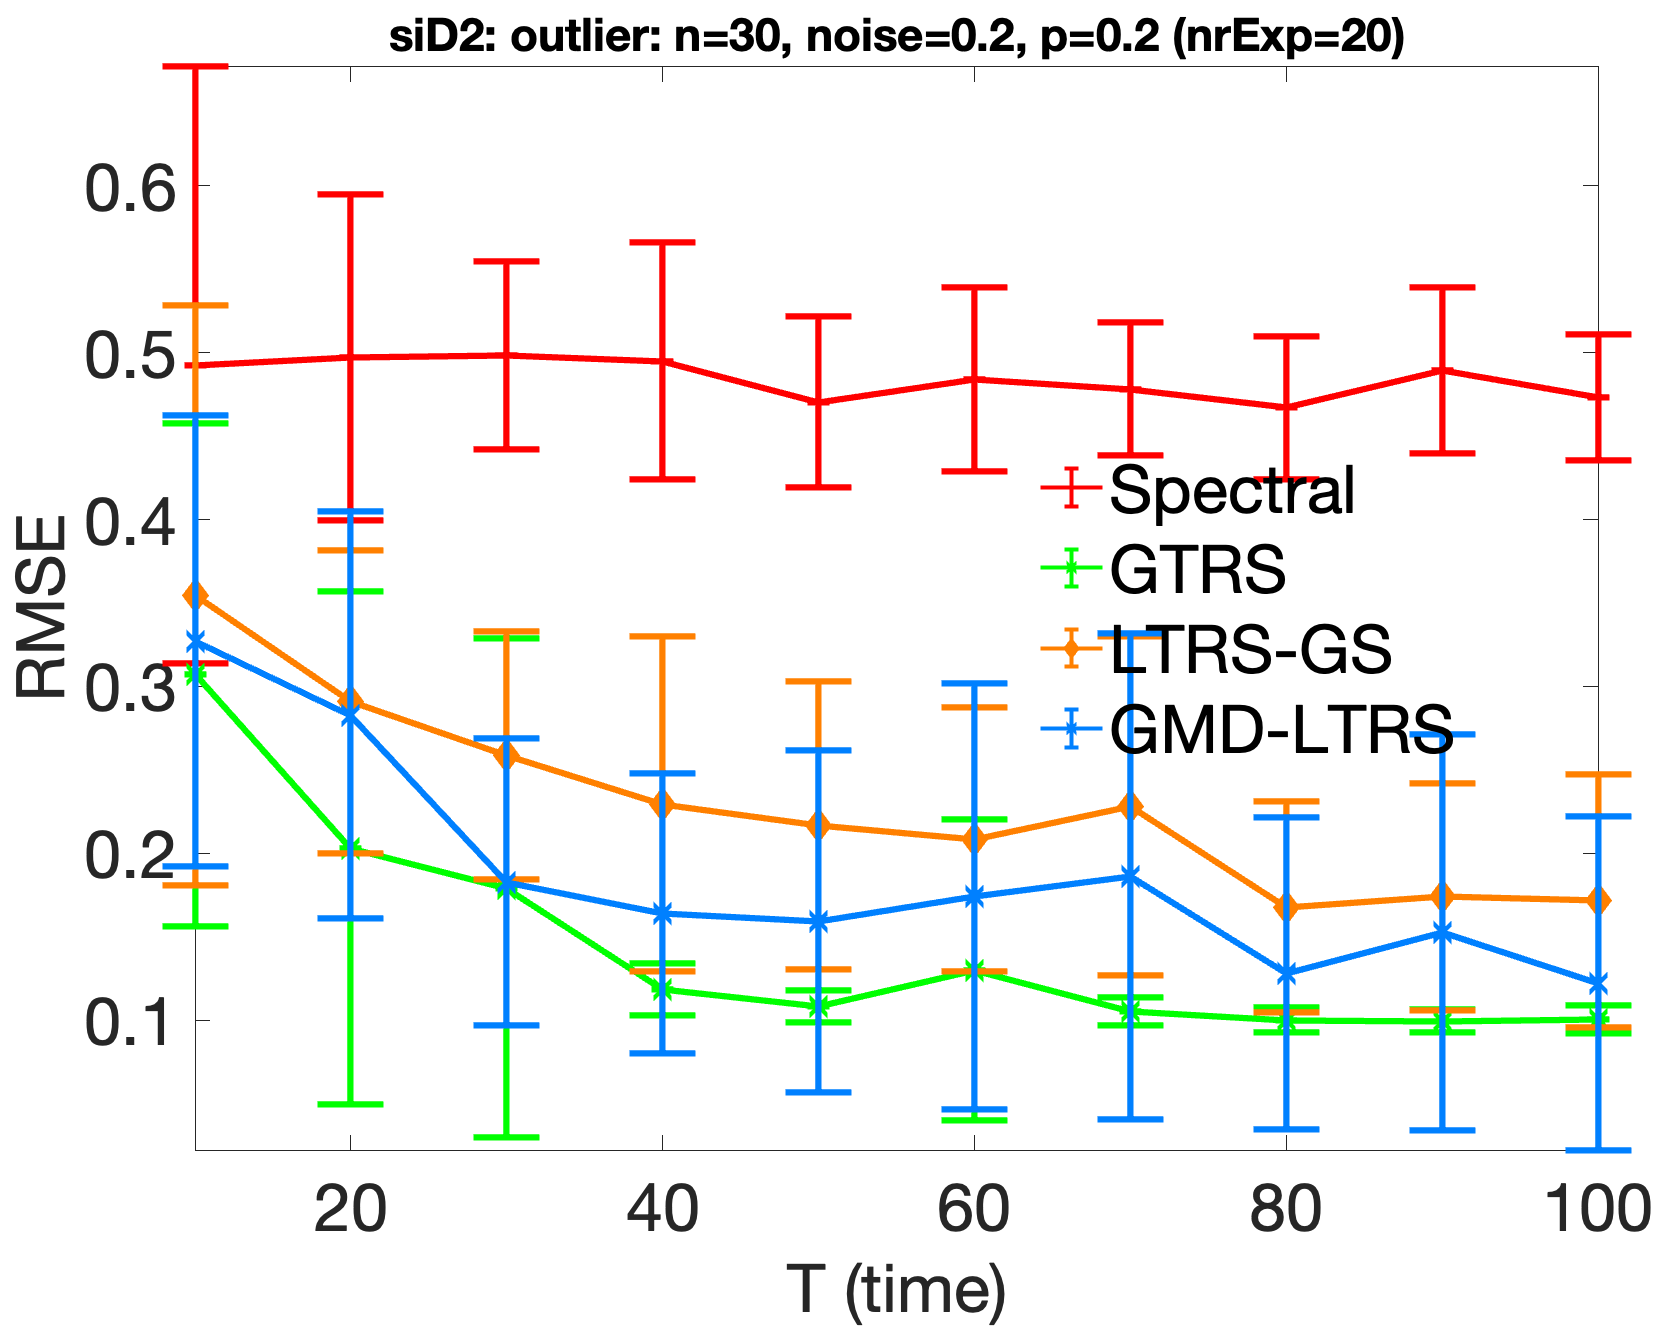 siD2: outlier: n=30, noise=0.2, p=0.2 (nrExp=20)
0.6
0.5
0.4
0.3
0.2
0.1
RMSE
Spectral
GTRS
LTRS-GS
GMD-LTRS
20 40 60 80 100
T (time)